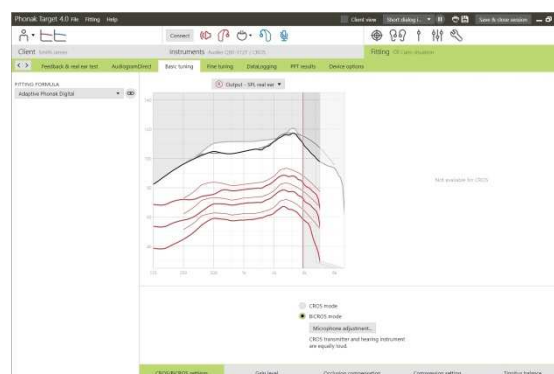 Phonak Target 4.0 File Fitting Help
Client view
Save & close session
Connect
Client
Instruments
Fitting
Feedback & real ear test AudiogramDirect Basic tuning Fine tuning DataLogging PFT results Device options
FITTING FORMULA
Adaptive Phonak Digital
Output - SPL real ear
Not available for CROS
CROS mode
BiCROS mode
Microphone adjustment...
CROS transmitter and hearing instrument
are equally loud.
CROS/BiCROS settings Gain level Occlusion compensation Compression setting Tinnitus balance